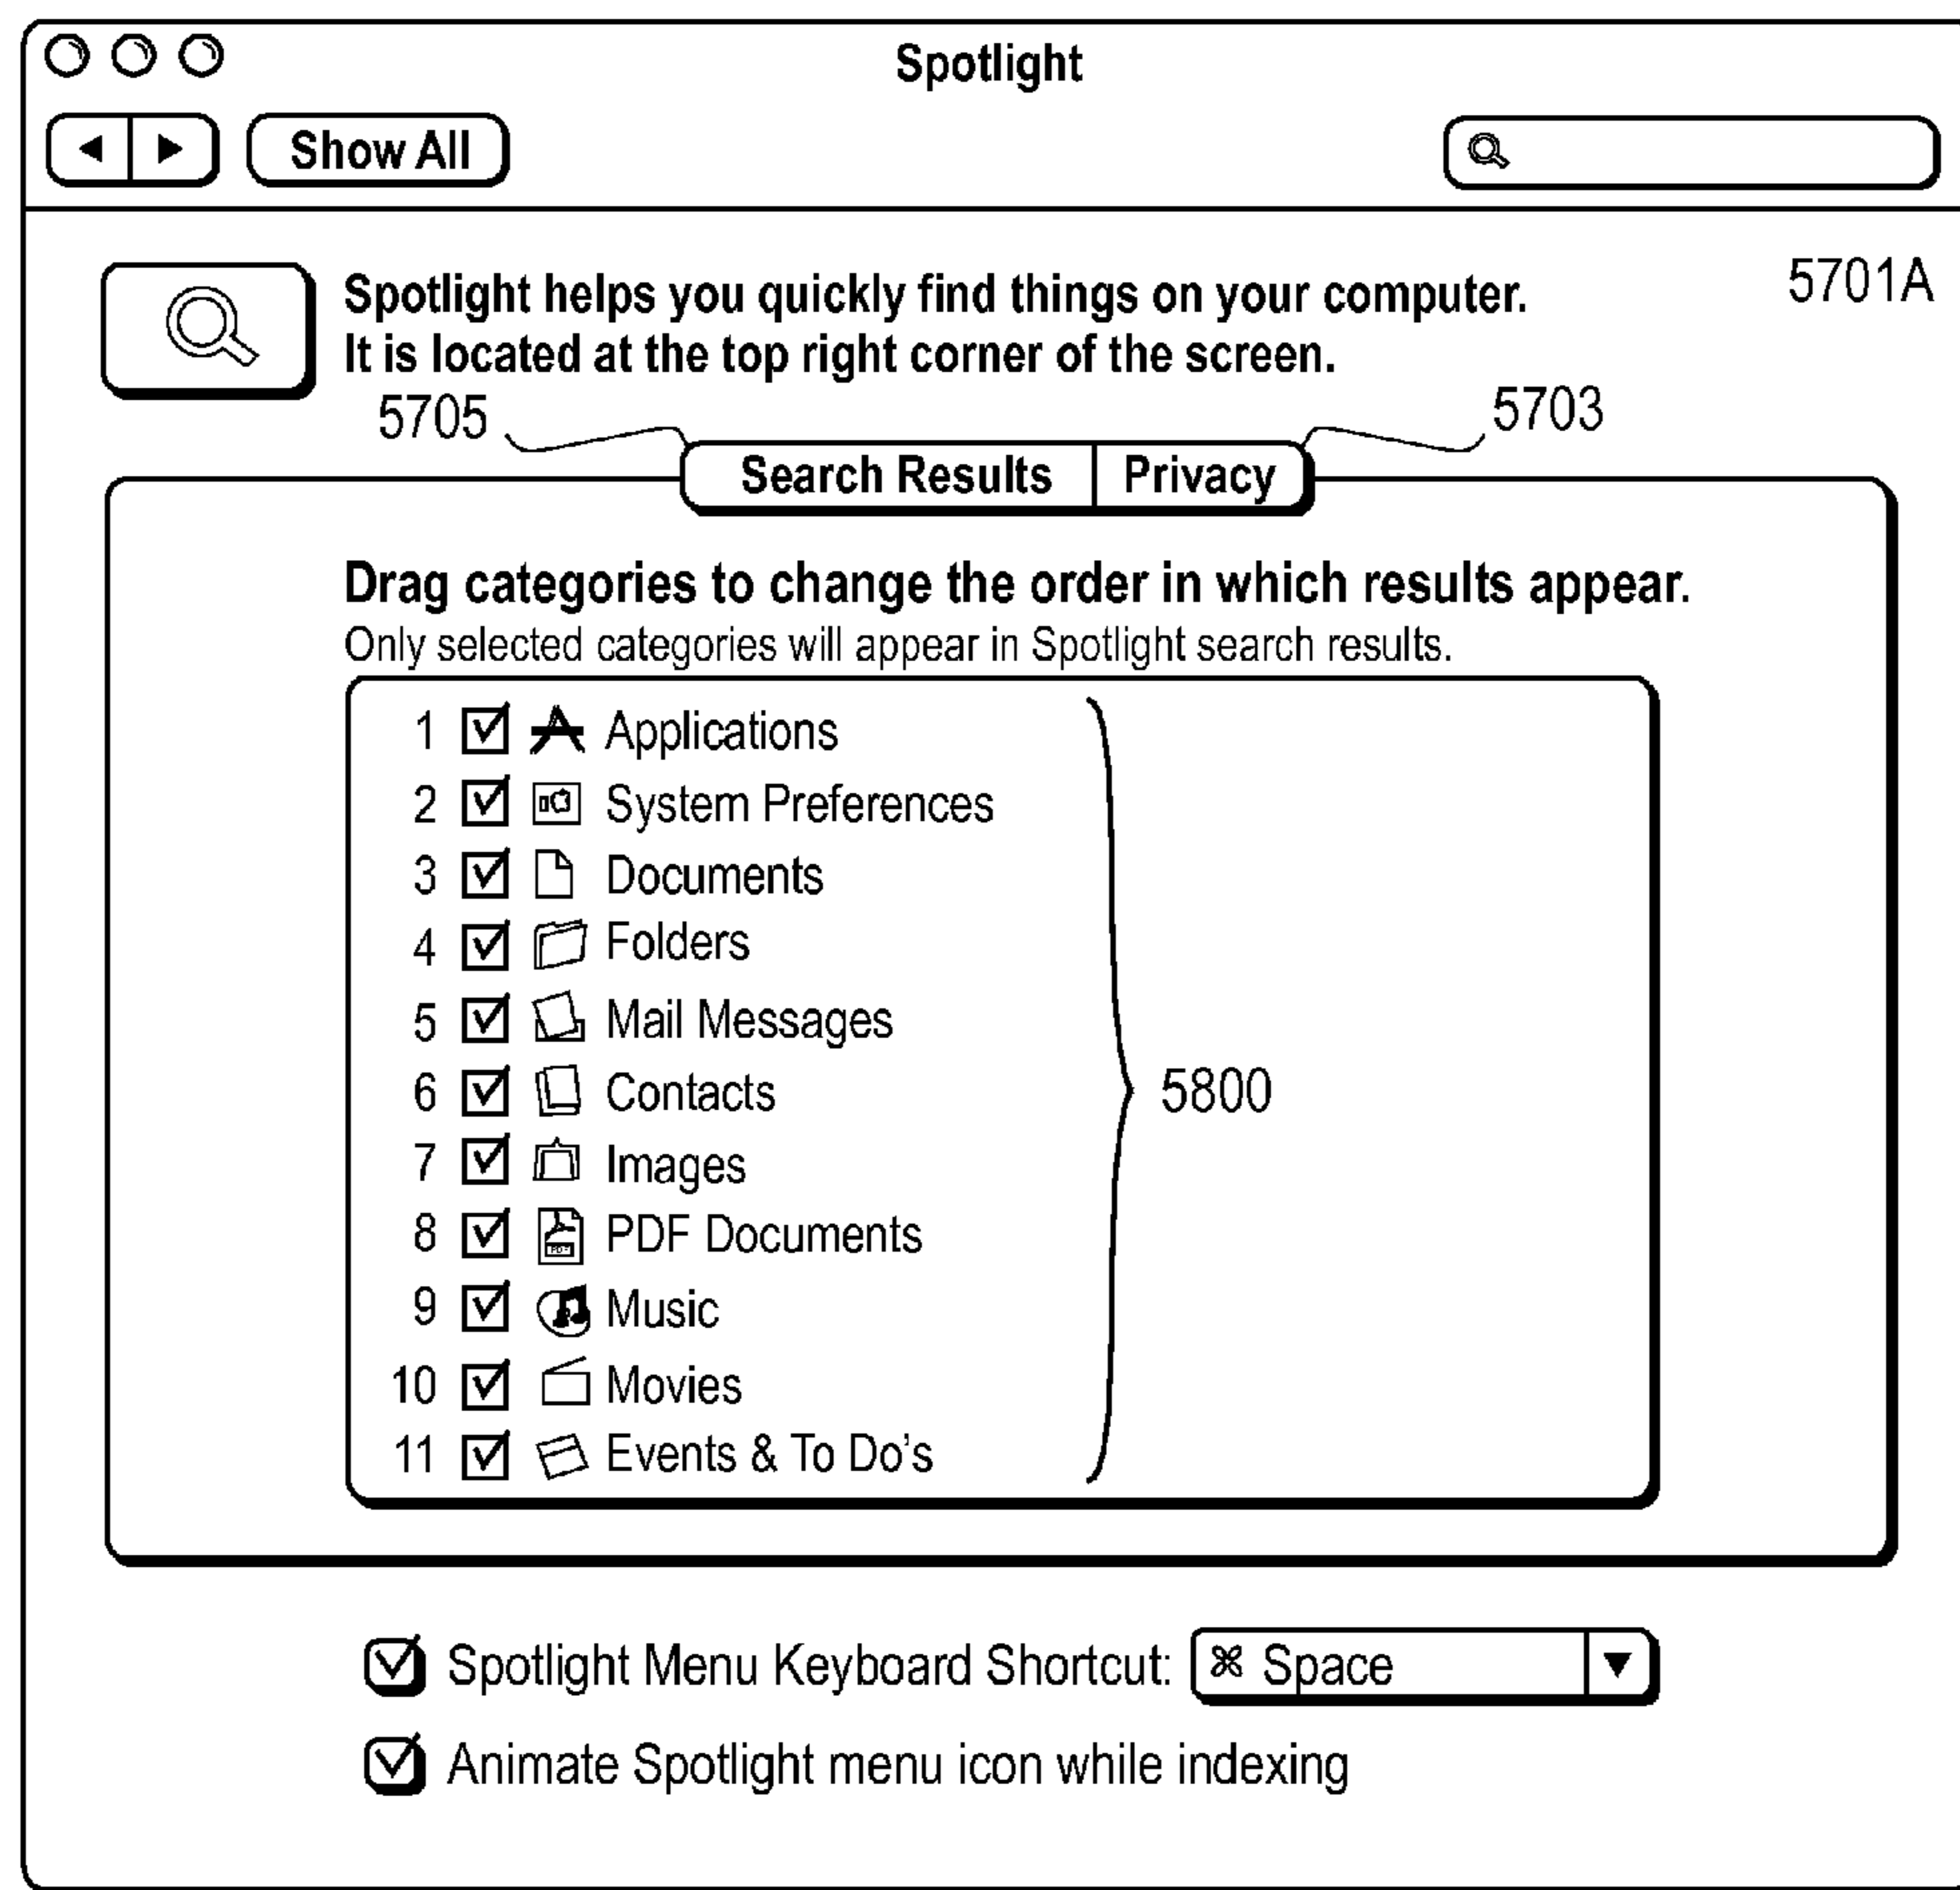 Spotlight
Show All
Spotlight helps you quickly find things on your computer.
It is located at the top right corner of the screen.
5701A
5705
5703
Search Results
Privacy
Drag categories to change the order in which results appear.
Only selected categories will appear in Spotlight search results.
1 Applications
2 System Preferences
3 Documents
4 Folders
5 Mail Messages
6 Contacts
7 Images
8 PDF PDF Documents
9 Music
10 Movies
11 Events & To Do's
5800
Spotlight Menu Keyboard Shortcut: ⌘ Space
Animate Spotlight menu icon while indexing